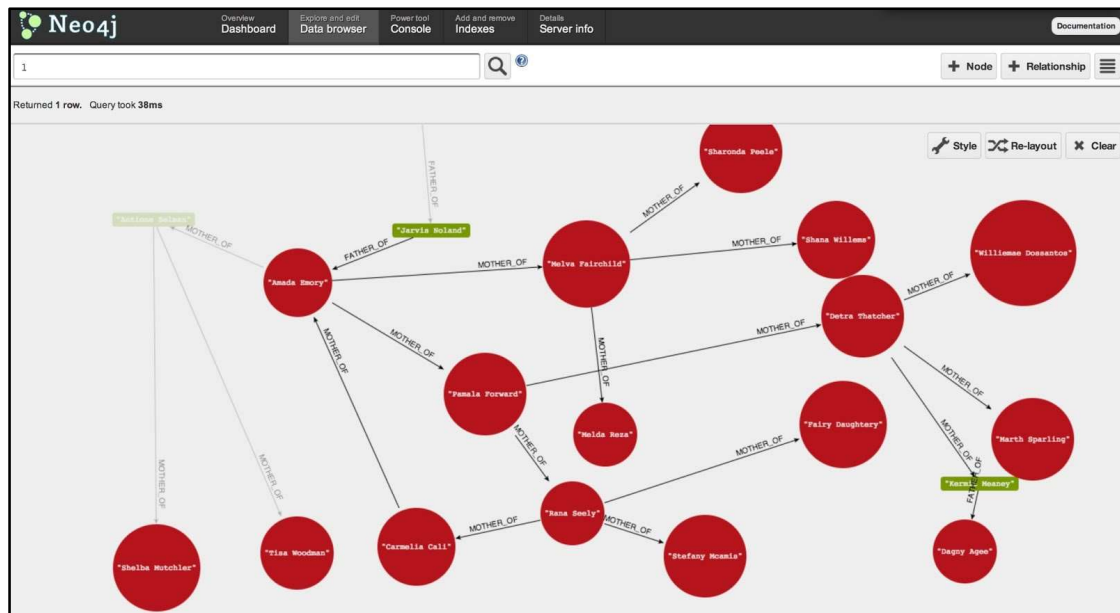 Neo4j
Overview
Dashboard
Explore and edit
Data browser
Power tool
Console
Add and remove
Indexes
Details
Server info
Documentation
1
Node
Relationship
Returned 1 row. Query took 38ms
Style
Re-layout
Clear
"Sharonda Peele"
FATHER_OF
MOTHER_OF
"Jarvis Noland"
MOTHER_OF
"Shana Willems"
"Williemae Dossantos"
MOTHER_OF
FATHER_OF
MOTHER_OF
"Melva Fairchild"
MOTHER_OF
"Amada Emory"
MOTHER_OF
"Detra Thatcher"
MOTHER_OF
MOTHER_OF
MOTHER_OF
MOTHER_OF
"Pamala Forward"
MOTHER_OF
"Fairy Daughtery"
MOTHER_OF
"Melda Reza"
"Marth Sparling"
MOTHER_OF
MOTHER_OF
MOTHER_OF
MOTHER_OF
FATHER_OF
MOTHER_OF
"Rana Seely"
MOTHER_OF
MOTHER_OF
"Carmelia Cali"
"Tisa Woodman"
"Stefany Mcamis"
"Dagny Agee"
"Shelba Mutchler"